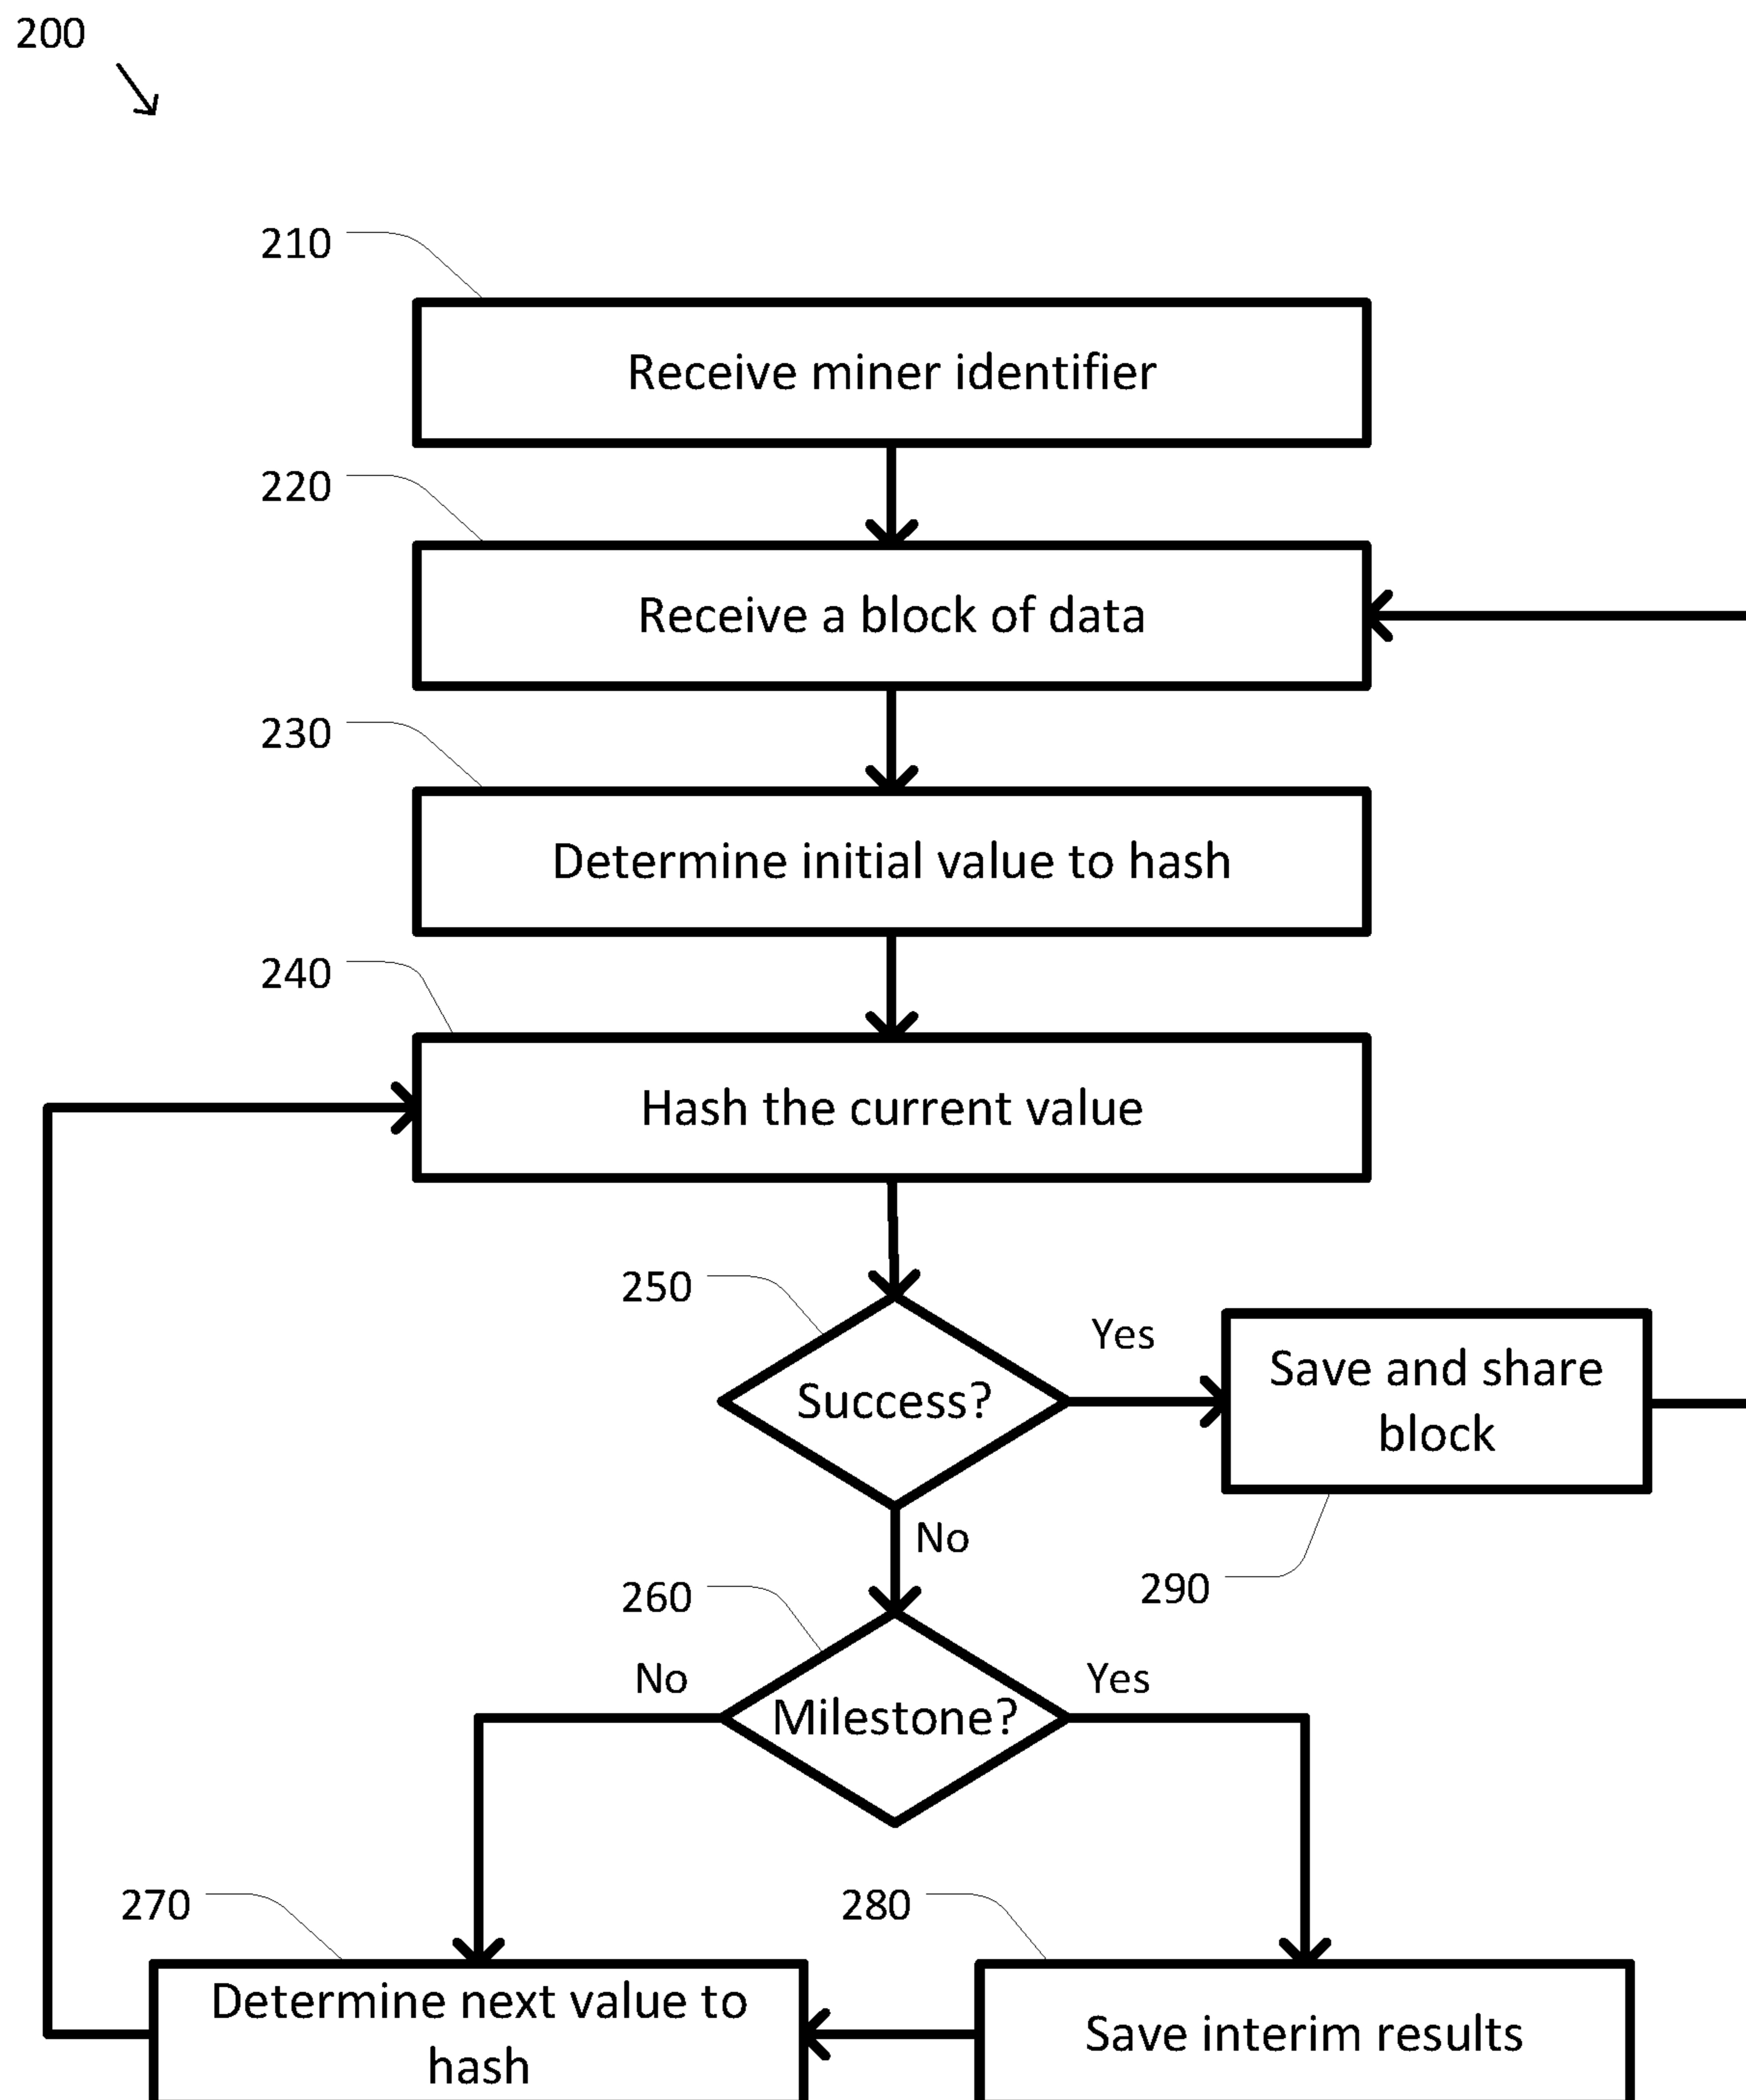 200
210
Receive miner identifier
220
Receive a block of data
230
Determine initial value to hash
240
Hash the current value
250
Success?
Yes
Save and share
block
290
No
260
Milestone?
No
Yes
270
Determine next value to
hash
280
Save interim results